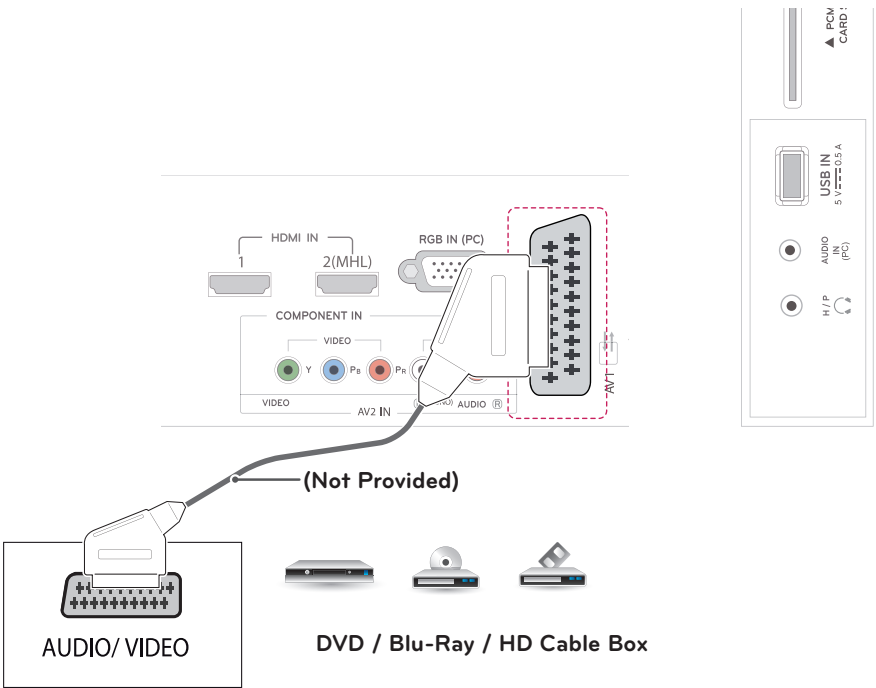 ▲ PCM
CARD S
USB IN
5 V 0.5 A
AUDIO
IN
(PC)
H / P
HDMI IN
1
2(MHL)
RGB IN (PC)
COMPONENT IN
VIDEO
Y
PB
PR
VIDEO
AV2 IN
AUDIO R
AV1
(Not Provided)
AUDIO/ VIDEO
DVD / Blu-Ray / HD Cable Box